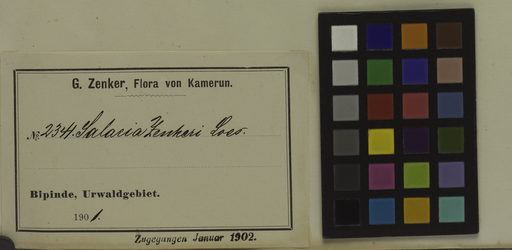 G. Zenker, Flora von Kamerun.
No. 2341. Salacia Zenkeri Loes.
Bipinde, Urwaldgebiet.
1901.
Zugegangen Januar 1902.